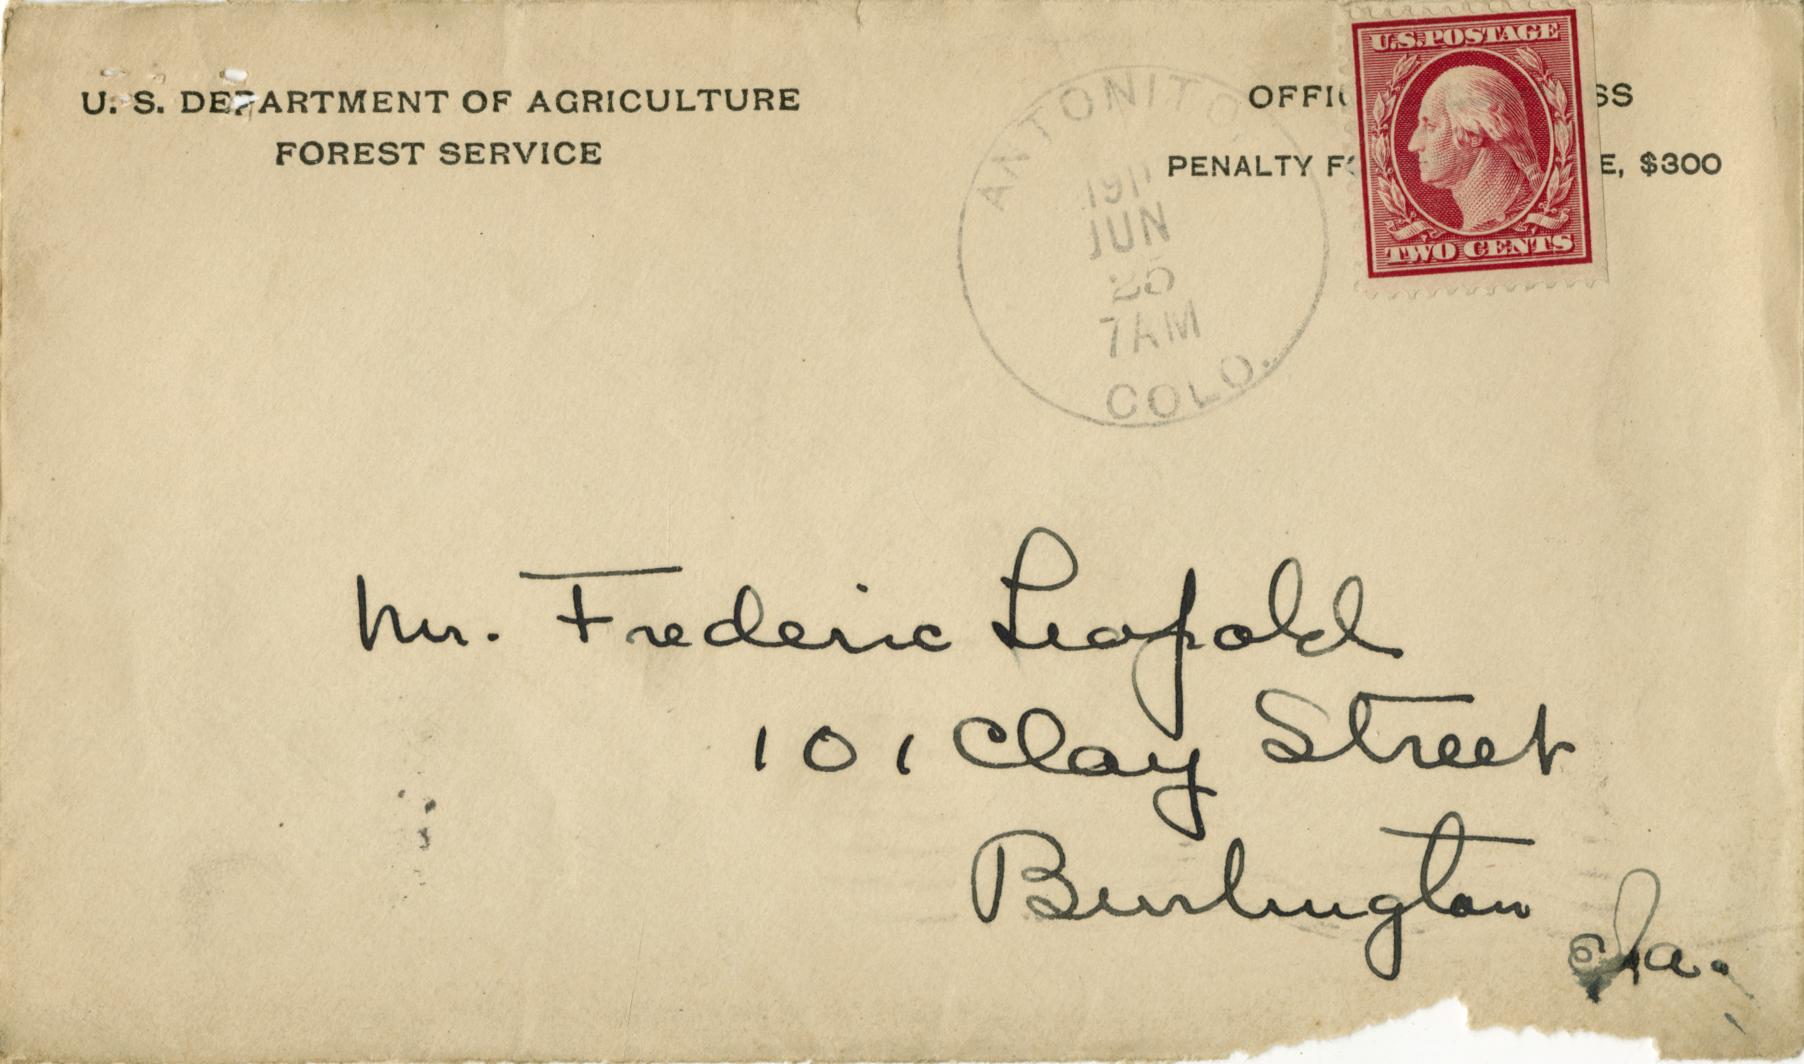 U. S. DEPARTMENT OF AGRICULTURE
FOREST SERVICE
ANTONITO,
1911
JUN
25
7AM
COLO.
OFFI SS
PENALTY F E, $300
U.S. POSTAGE
TWO CENTS
Mr. Frederic Leopold
101 Clay Street
Burlington
Ia.